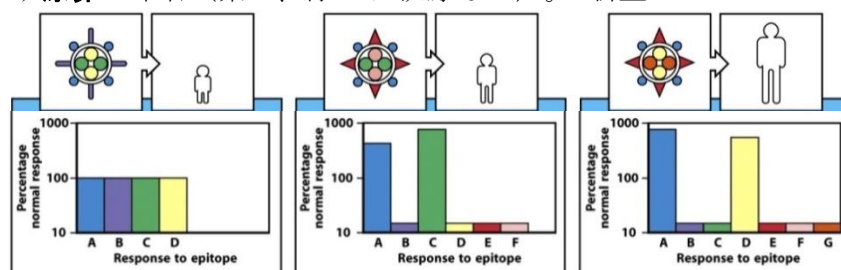 1000
100
10
Percentage
normal response
A B C D
Response to epitope
1000
100
10
Percentage
normal response
A B C D E F
Response to epitope
1000
100
10
Percentage
normal response
A B C D E F G
Response to epitope